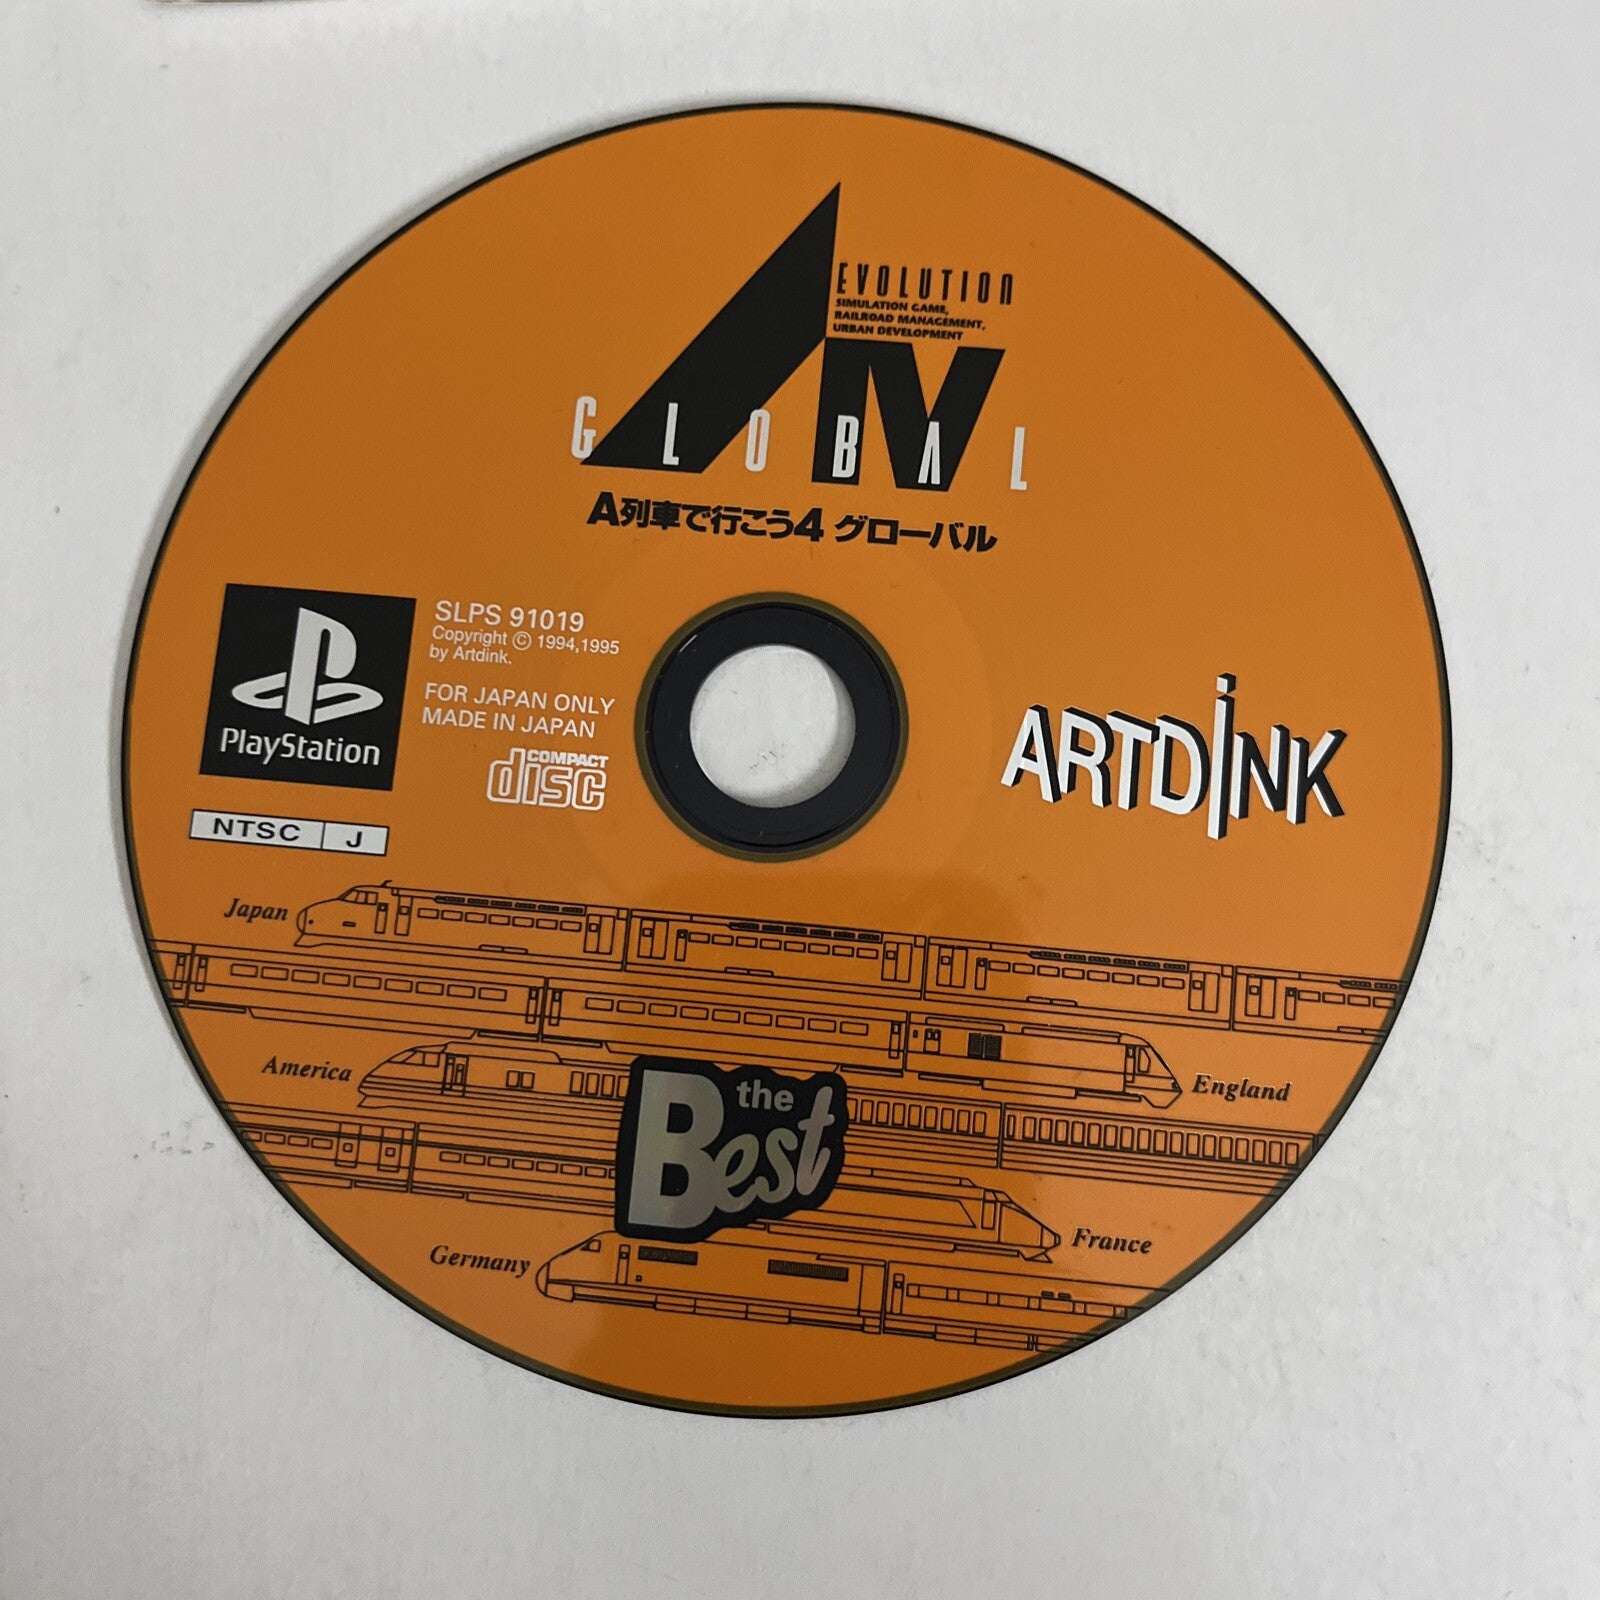 EVOLUTION
SIMULATION GAME,
RAILROAD MANAGEMENT,
URBAN DEVELOPMENT
AIV
GLOBAL
A列車で行こう4 グローバル
SLPS 91019
Copyright © 1994,1995
by Artdink.
FOR JAPAN ONLY
MADE IN JAPAN
PlayStation
COMPACT
disc
NTSC J
ARTDINK
Japan
America
England
the
Best
France
Germany